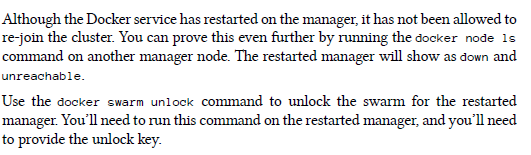 Although the Docker service has restarted on the manager, it has not been allowed to
re-join the cluster. You can prove this even further by running the docker node ls
command on another manager node. The restarted manager will show as down and
unreachable.
Use the docker swarm unlock command to unlock the swarm for the restarted
manager. You’ll need to run this command on the restarted manager, and you’ll need
to provide the unlock key.